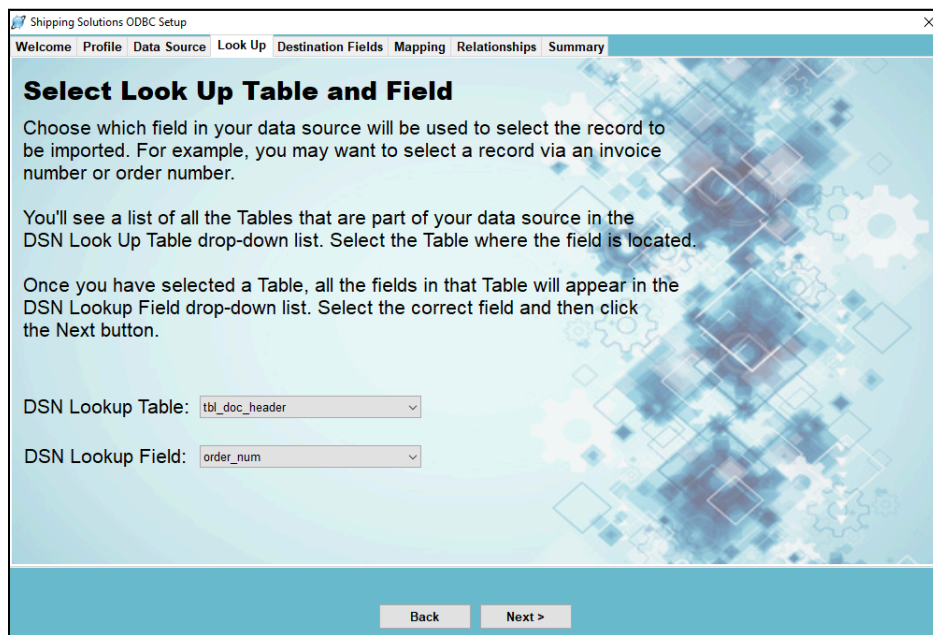 Shipping Solutions ODBC Setup
Welcome Profile Data Source Look Up Destination Fields Mapping Relationships Summary
Select Look Up Table and Field
Choose which field in your data source will be used to select the record to
be imported. For example, you may want to select a record via an invoice
number or order number.
You'll see a list of all the Tables that are part of your data source in the
DSN Look Up Table drop-down list. Select the Table where the field is located.
Once you have selected a Table, all the fields in that Table will appear in the
DSN Lookup Field drop-down list. Select the correct field and then click
the Next button.
DSN Lookup Table: tbl_doc_header
DSN Lookup Field: order_num
Back Next >